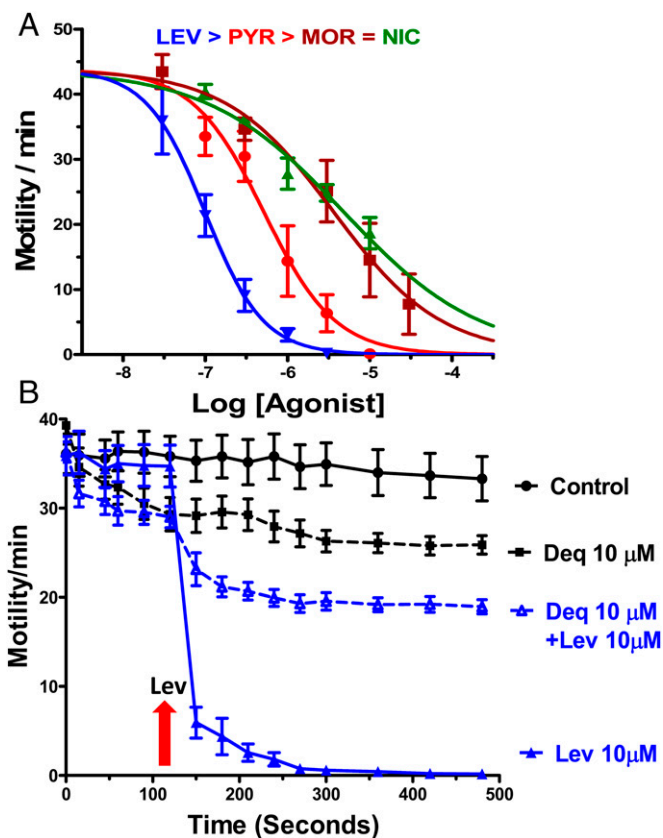 A
LEV > PYR > MOR = NIC
Motility / min
50
40
30
20
10
0
-8 -7 -6 -5 -4
Log [Agonist]
B
Motility/min
40
30
20
10
0
Control
Deq 10 µM
Deq 10 µM
+Lev 10µM
Lev
Lev 10µM
0 100 200 300 400 500
Time (Seconds)